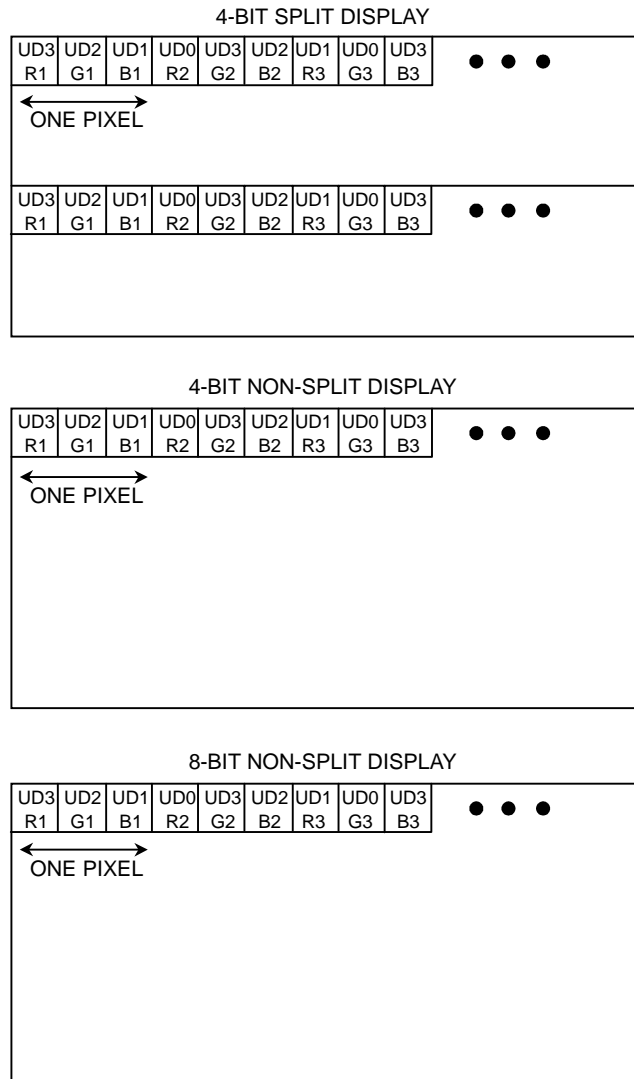 4-BIT SPLIT DISPLAY
UD3 UD2 UD1 UD0 UD3 UD2 UD1 UD0 UD3
R1 G1 B1 R2 G2 B2 R3 G3 B3
ONE PIXEL
UD3 UD2 UD1 UD0 UD3 UD2 UD1 UD0 UD3
R1 G1 B1 R2 G2 B2 R3 G3 B3
4-BIT NON-SPLIT DISPLAY
UD3 UD2 UD1 UD0 UD3 UD2 UD1 UD0 UD3
R1 G1 B1 R2 G2 B2 R3 G3 B3
ONE PIXEL
8-BIT NON-SPLIT DISPLAY
UD3 UD2 UD1 UD0 UD3 UD2 UD1 UD0 UD3
R1 G1 B1 R2 G2 B2 R3 G3 B3
ONE PIXEL